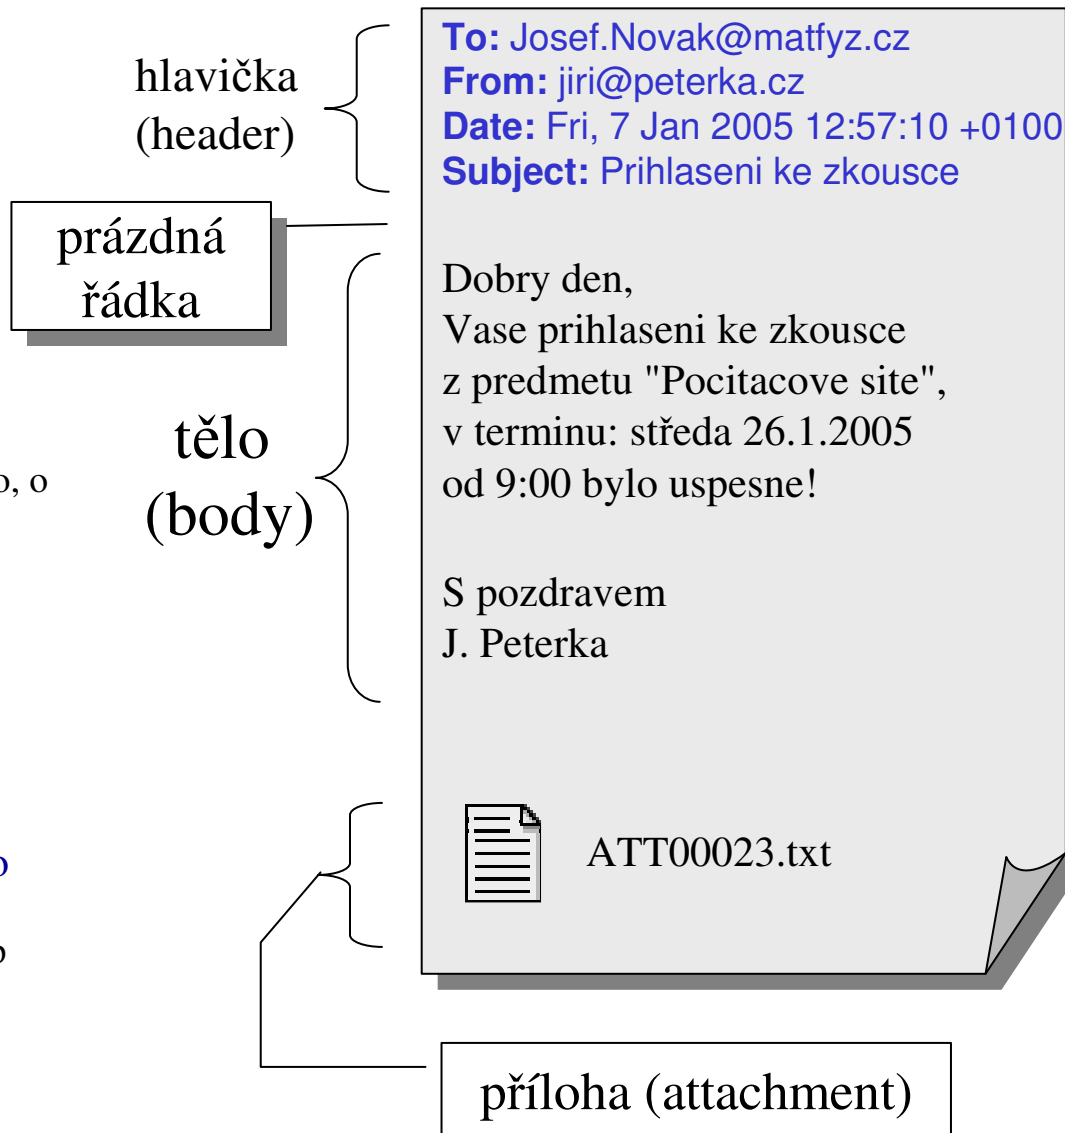 hlavička
(header)
To: Josef.Novak@matfyz.cz
From: jiri@peterka.cz
Date: Fri, 7 Jan 2005 12:57:10 +0100
Subject: Prihlaseni ke zkousce
prázdná
řádka
Dobry den,
Vase prihlaseni ke zkousce
z predmetu "Pocitacove site",
v terminu: středa 26.1.2005
od 9:00 bylo uspesne!
S pozdravem
J. Peterka
tělo
(body)
, o
ATT00023.txt
příloha (attachment)